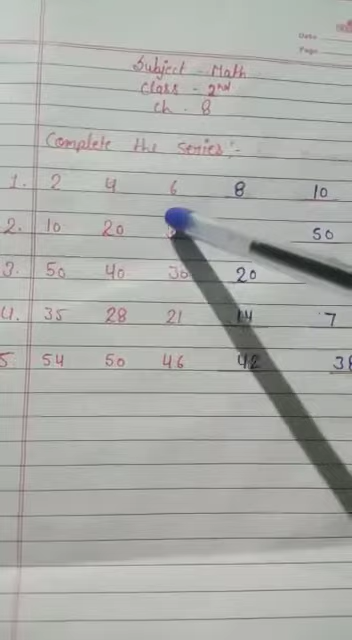 Date
Page
Subject - Math
Class - 2nd
Ch - 8
Complete the series :-
1. 2 4 6 8 10
2. 10 20 50
3. 50 40 30 20
4. 35 28 21 14 7
5. 54 50 46 42 38